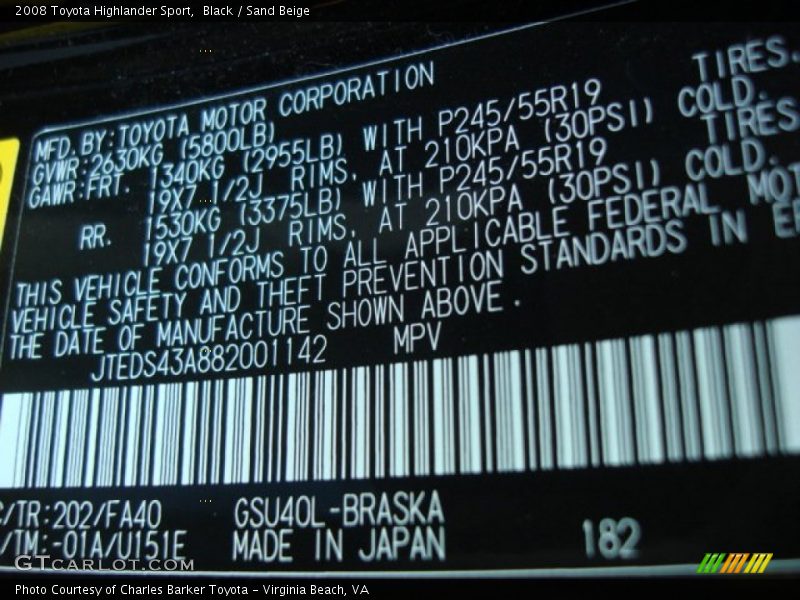 2008 Toyota Highlander Sport,  Black / Sand Beige
MFD. BY: TOYOTA MOTOR CORPORATION
GVWR: 2630KG (5800LB)
GAWR: FRT. 1340KG (2955LB) WITH P245/55R19 TIRES.
19X7 1/2J RIMS, AT 210KPA (30PSI) COLD.
RR. 1530KG (3375LB) WITH P245/55R19 TIRES.
19X7 1/2J RIMS, AT 210KPA (30PSI) COLD.
THIS VEHICLE CONFORMS TO ALL APPLICABLE FEDERAL MOT
VEHICLE SAFETY AND THEFT PREVENTION STANDARDS IN EF
THE DATE OF MANUFACTURE SHOWN ABOVE.
JTEDS43A882001142 MPV
C/TR:202/FA40 GSU40L-BRASKA
/TM:-01A/U151E MADE IN JAPAN 182
GTCARLOT.COM
Photo Courtesy of Charles Barker Toyota - Virginia Beach, VA